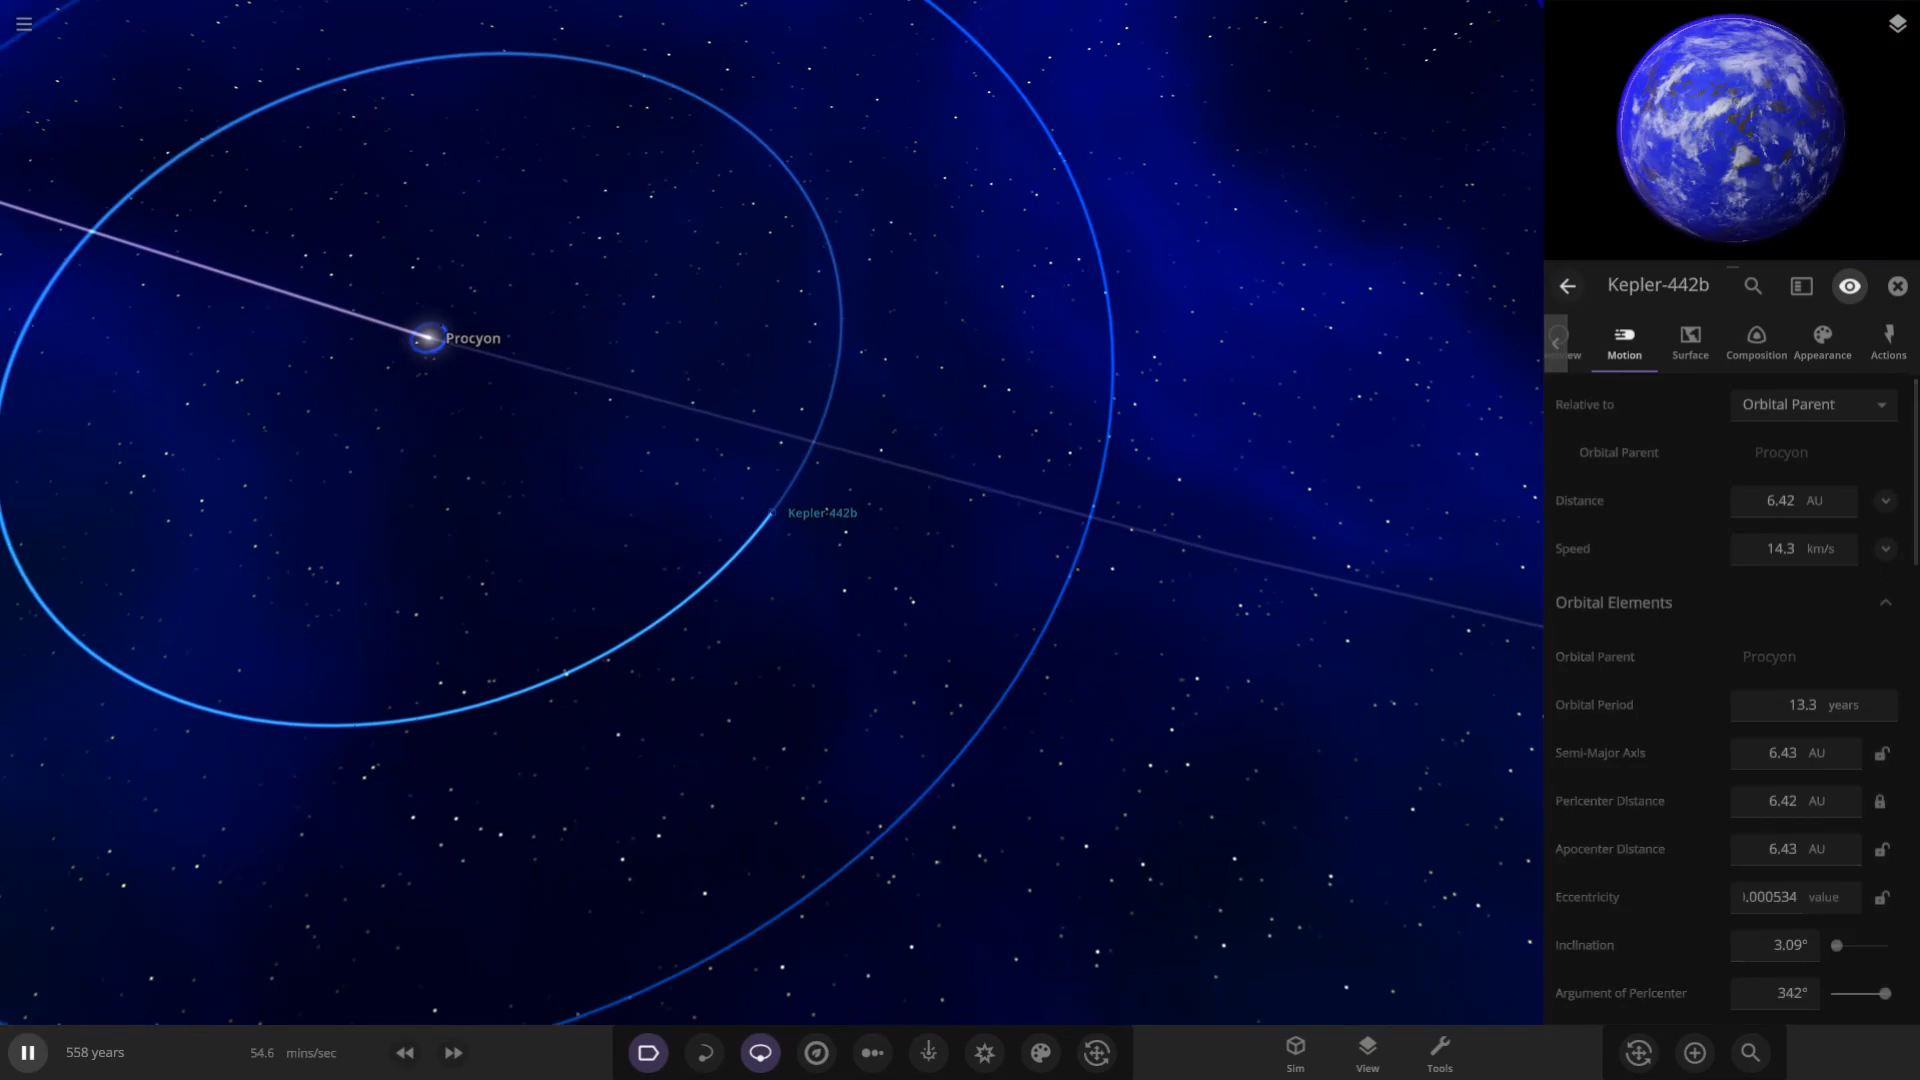 Procyon
Kepler-442b
Kepler-442b
Motion
Surface
Composition
Appearance
Actions
Relative to
Orbital Parent
Orbital Parent
Procyon
Distance
6.42 AU
Speed
14.3 km/s
Orbital Elements
Orbital Parent
Procyon
Orbital Period
13.3 years
Semi-Major Axis
6.43 AU
Pericenter Distance
6.42 AU
Apocenter Distance
6.43 AU
Eccentricity
.000534 value
Inclination
3.09°
Argument of Pericenter
342°
558 years
54.6 mins/sec
Sim
View
Tools